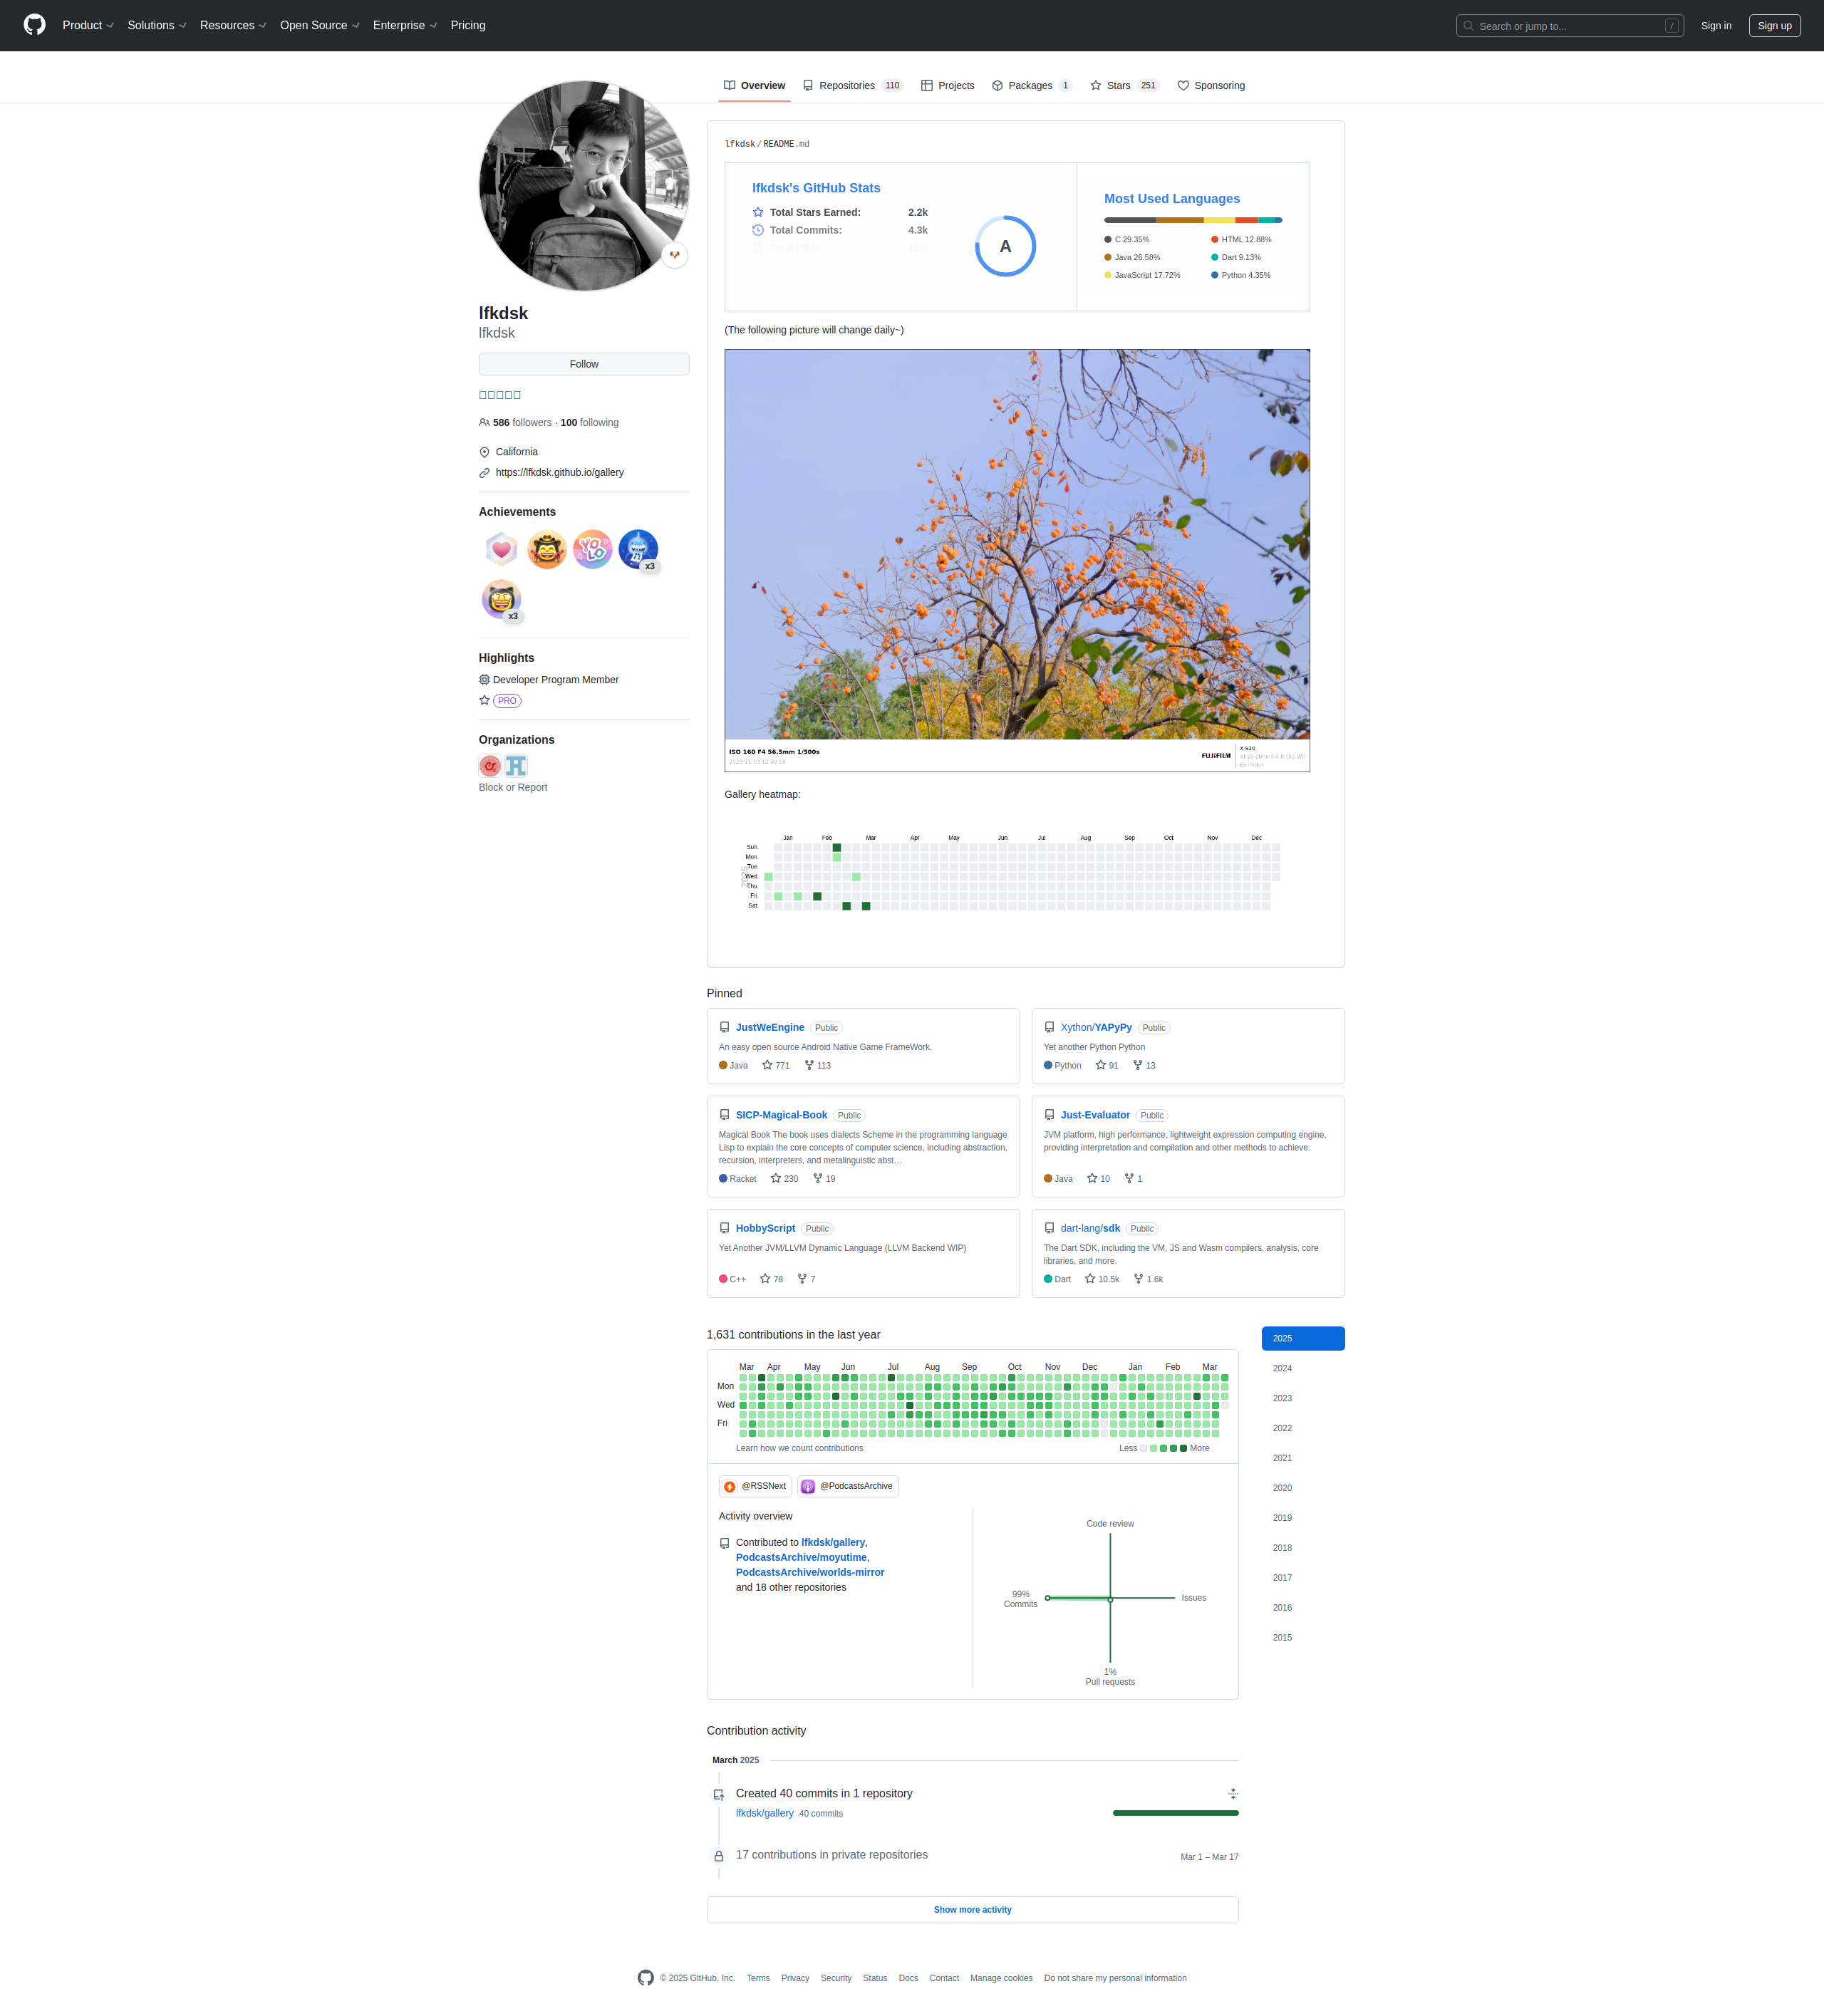 Product
Solutions
Resources
Open Source
Enterprise
Pricing
Search or jump to...
/
Sign in
Sign up
Overview
Repositories 110
Projects
Packages 1
Stars 251
Sponsoring
lfkdsk
lfkdsk
Follow
586 followers · 100 following
California
https://lfkdsk.github.io/gallery
Achievements
YOLO
x3
x3
Highlights
Developer Program Member
PRO
Organizations
Block or Report
lfkdsk / README.md
lfkdsk's GitHub Stats
Total Stars Earned: 2.2k
Total Commits: 4.3k
A
Most Used Languages
C 29.35%
Java 26.58%
JavaScript 17.72%
HTML 12.88%
Dart 9.13%
Python 4.35%
(The following picture will change daily~)
ISO 160 F4 56.5mm 1/500s
FUJIFILM
X-S20
Gallery heatmap:
Jan Feb Mar Apr May Jun Jul Aug Sep Oct Nov Dec
Sun.
Mon.
Tue.
Wed.
Thu.
Fri.
Sat.
2025
Pinned
JustWeEngine Public
An easy open source Android Native Game FrameWork.
Java 771 113
Xython/YAPyPy Public
Yet another Python Python
Python 91 13
SICP-Magical-Book Public
Magical Book The book uses dialects Scheme in the programming language
Lisp to explain the core concepts of computer science, including abstraction,
recursion, interpreters, and metalinguistic abst…
Racket 230 19
Just-Evaluator Public
JVM platform, high performance, lightweight expression computing engine,
providing interpretation and compilation and other methods to achieve.
Java 10 1
HobbyScript Public
Yet Another JVM/LLVM Dynamic Language (LLVM Backend WIP)
C++ 78 7
dart-lang/sdk Public
The Dart SDK, including the VM, JS and Wasm compilers, analysis, core
libraries, and more.
Dart 10.5k 1.6k
1,631 contributions in the last year
Mar Apr May Jun Jul Aug Sep Oct Nov Dec Jan Feb Mar
Mon
Wed
Fri
Learn how we count contributions
Less
More
@RSSNext
@PodcastsArchive
Activity overview
Contributed to lfkdsk/gallery,
PodcastsArchive/moyutime,
PodcastsArchive/worlds-mirror
and 18 other repositories
Code review
99%
Commits
Issues
1%
Pull requests
2025
2024
2023
2022
2021
2020
2019
2018
2017
2016
2015
Contribution activity
March 2025
Created 40 commits in 1 repository
lfkdsk/gallery 40 commits
17 contributions in private repositories
Mar 1 – Mar 17
Show more activity
© 2025 GitHub, Inc.
Terms
Privacy
Security
Status
Docs
Contact
Manage cookies
Do not share my personal information